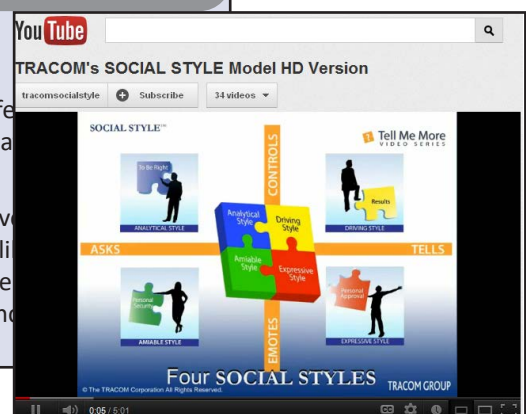 You Tube
TRACOM's SOCIAL STYLE Model HD Version
tracomsocialstyle Subscribe 34 videos
SOCIAL STYLE™
Tell Me More
VIDEO SERIES
CONTROLS
To Be Right
Results
Analytical Style
Driving Style
ANALYTICAL STYLE
DRIVING STYLE
ASKS
TELLS
Amiable Style
Expressive Style
Personal Security
Personal Approval
AMIABLE STYLE
EXPRESSIVE STYLE
EMOTES
Four SOCIAL STYLES
© The TRACOM Corporation All Rights Reserved.
TRACOM GROUP
0:05 / 5:01